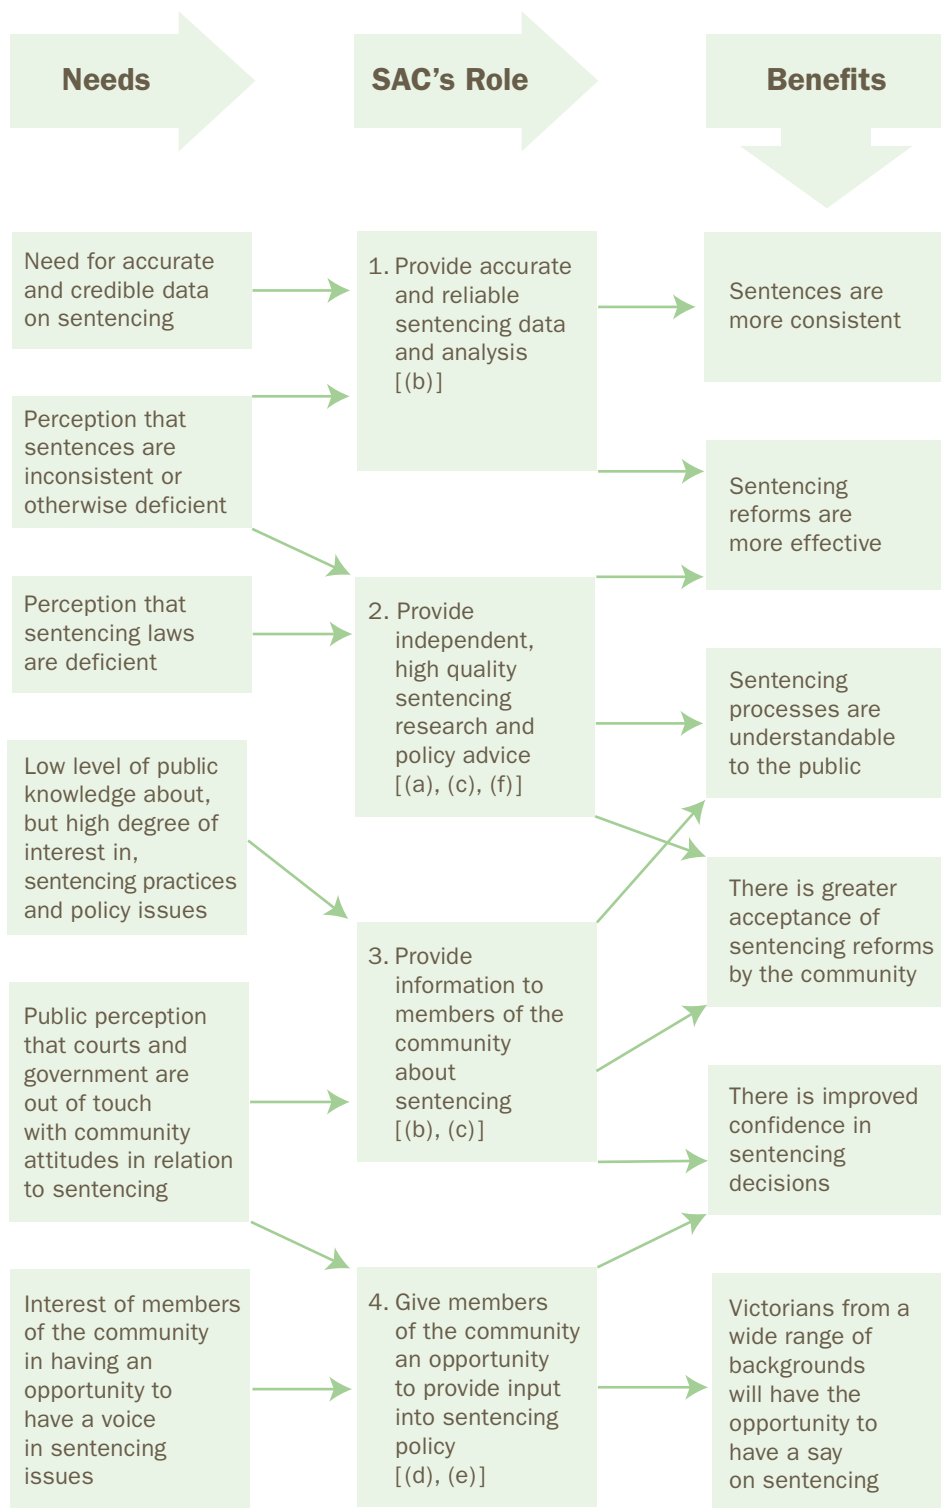 Needs
SAC’s Role
Benefits
Need for accurate
and credible data
on sentencing
Perception that
sentences are
inconsistent or
otherwise deficient
Perception that
sentencing laws
are deficient
Low level of public
knowledge about,
but high degree of
interest in,
sentencing practices
and policy issues
Public perception
that courts and
government are
out of touch
with community
attitudes in relation
to sentencing
Interest of members
of the community
in having an
opportunity to
have a voice
in sentencing
issues
1. Provide accurate
and reliable
sentencing data
and analysis
[(b)]
2. Provide
independent,
high quality
sentencing
research and
policy advice
[(a), (c), (f)]
3. Provide
information to
members of the
community
about
sentencing
[(b), (c)]
4. Give members
of the community
an opportunity
to provide input
into sentencing
policy
[(d), (e)]
Sentences are
more consistent
Sentencing
reforms are
more effective
Sentencing
processes are
understandable
to the public
There is greater
acceptance of
sentencing reforms
by the community
There is improved
confidence in
sentencing
decisions
Victorians from a
wide range of
backgrounds
will have the
opportunity to
have a say
on sentencing